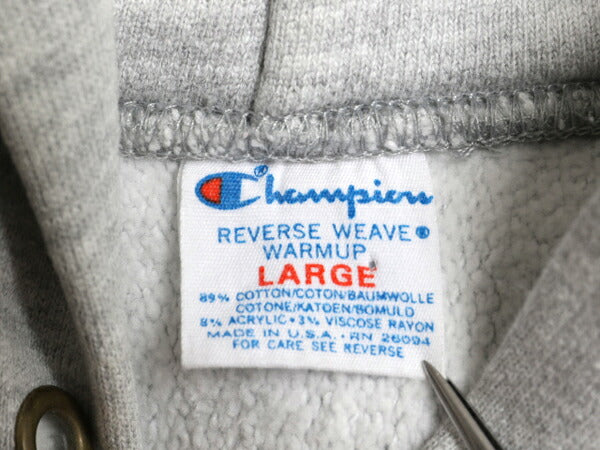 Champion®
REVERSE WEAVE®
WARMUP
LARGE
89% COTTON/COTON/BAUMWOLLE
COTONE/KATOEN/BOMULD
8% ACRYLIC • 3% VISCOSE RAYON
MADE IN U.S.A. • RN 26094
FOR CARE SEE REVERSE